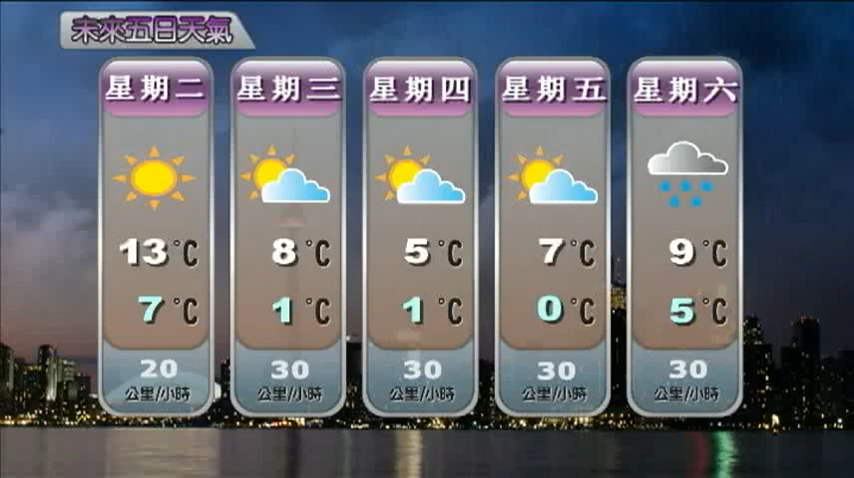 未來五日天氣
星期二 星期三 星期四 星期五 星期六
13°C 8°C 5°C 7°C 9°C
7°C 1°C 1°C 0°C 5°C
20 30 30 30 30
公里/小時 公里/小時 公里/小時 公里/小時 公里/小時